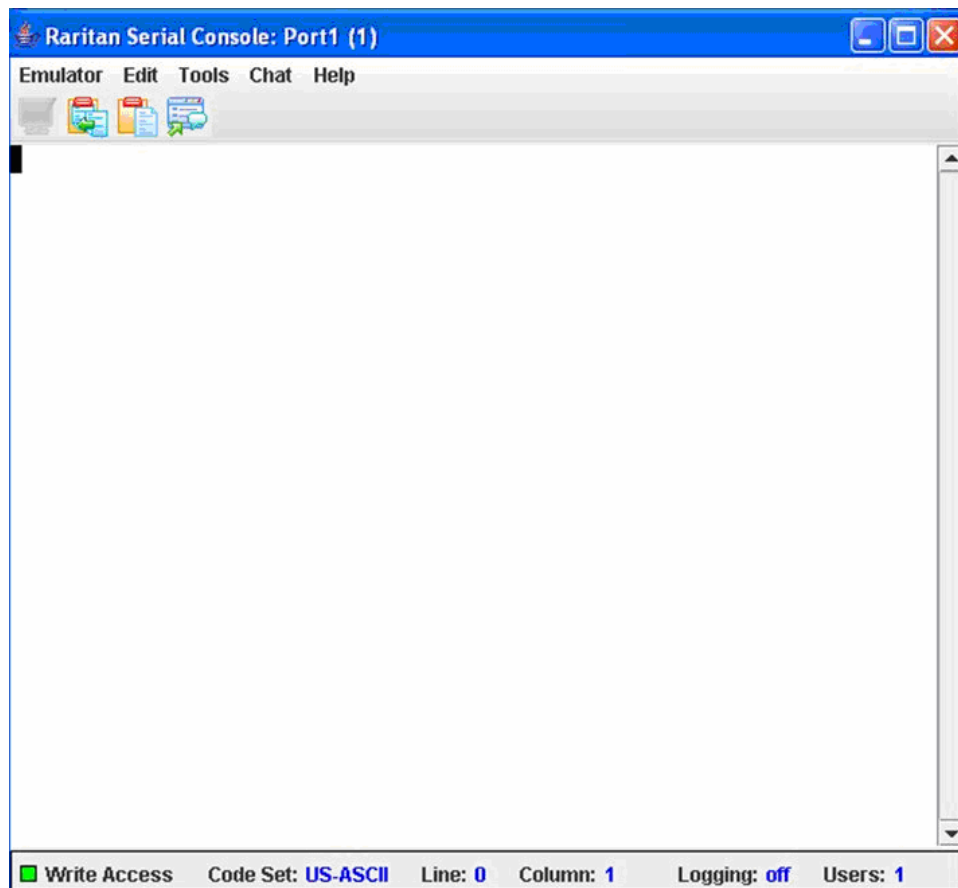 Raritan Serial Console: Port1 (1)
Emulator Edit Tools Chat Help
Write Access Code Set: US-ASCII Line: 0 Column: 1 Logging: off Users: 1